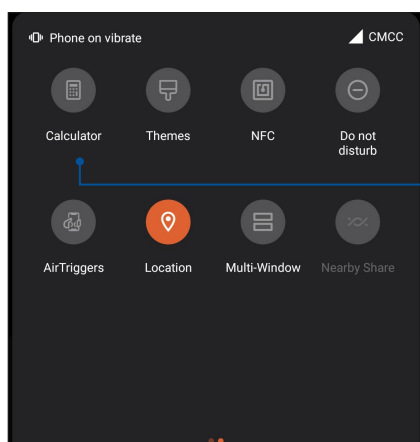 Phone on vibrate CMCC
Calculator Themes NFC Do not
disturb
AirTriggers Location Multi-Window Nearby Share